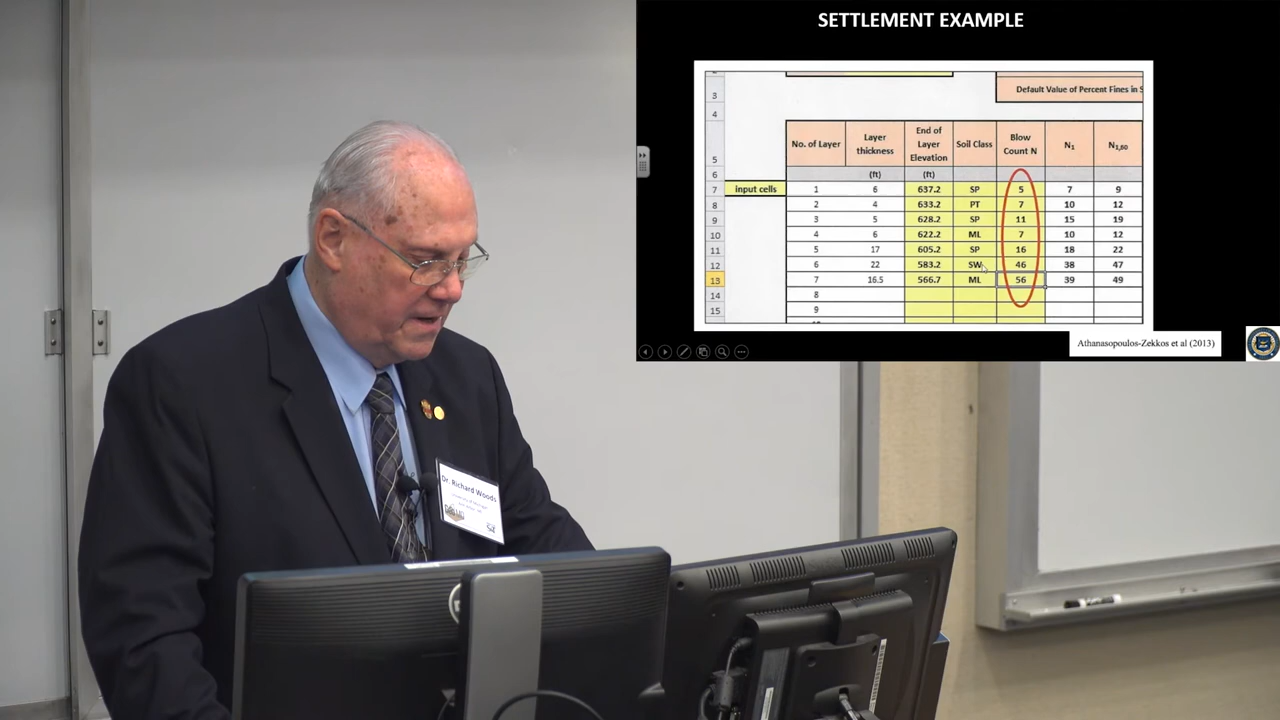 SETTLEMENT EXAMPLE
3 Default Value of Percent Fines in S
4
5 No. of Layer Layer thickness End of Layer Elevation Soil Class Blow Count N N1 N1,60
6 (ft) (ft)
7 input cells 1 6 637.2 SP 5 7 9
8 2 4 633.2 PT 7 10 12
9 3 5 628.2 SP 11 15 19
10 4 6 622.2 ML 7 10 12
11 5 17 605.2 SP 16 18 22
12 6 22 583.2 SW 46 38 47
13 7 16.5 566.7 ML 56 39 49
14 8
15 9
Athanasopoulos-Zekkos et al (2013)
Dr. Richard Woods